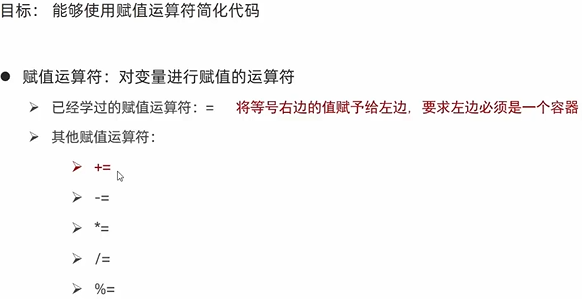 目标： 能够使用赋值运算符简化代码
● 赋值运算符：对变量进行赋值的运算符
➢ 已经学过的赋值运算符：= 将等号右边的值赋予给左边，要求左边必须是一个容器
➢ 其他赋值运算符：
➢ +=
➢ -=
➢ *=
➢ /=
➢ %=